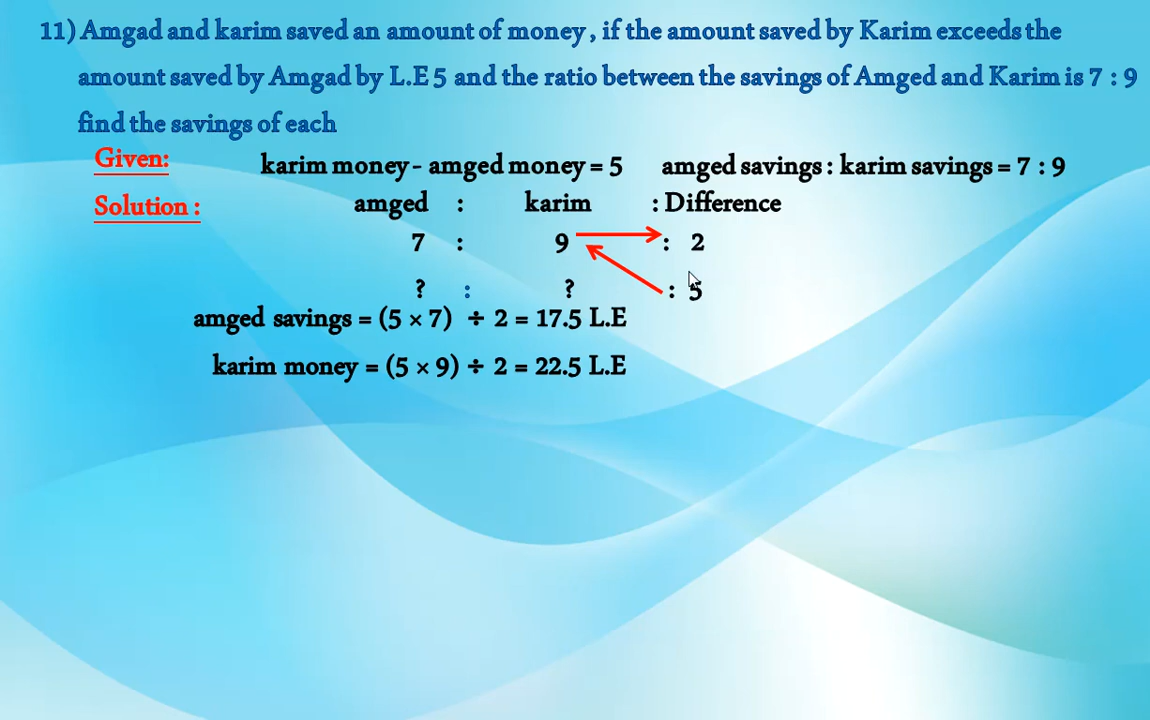 11) Amgad and karim saved an amount of money, if the amount saved by Karim exceeds the
amount saved by Amgad by L.E 5 and the ratio between the savings of Amged and Karim is 7 : 9
find the savings of each
Given: karim money - amged money = 5 amged savings : karim savings = 7 : 9
Solution : amged : karim : Difference
7 : 9 : 2
? : ? : 5
amged savings = (5 × 7) ÷ 2 = 17.5 L.E
karim money = (5 × 9) ÷ 2 = 22.5 L.E